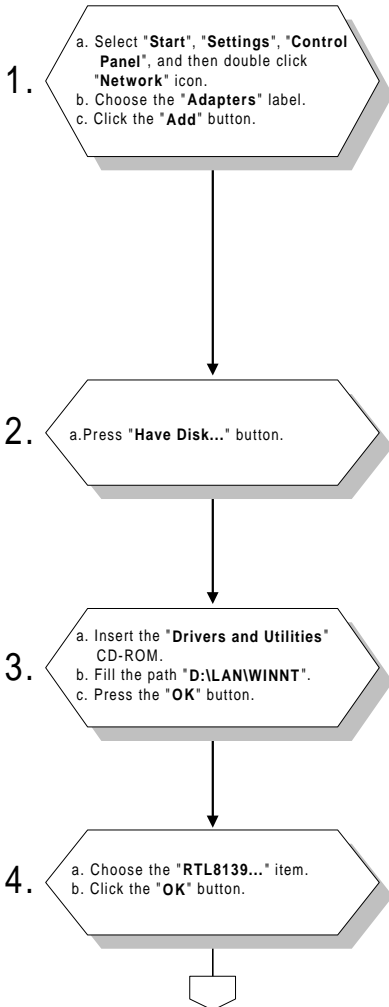 1.
a. Select "Start", "Settings", "Control
Panel", and then double click
"Network" icon.
b. Choose the "Adapters" label.
c. Click the "Add" button.
2.
a.Press "Have Disk..." button.
3.
a. Insert the "Drivers and Utilities"
CD-ROM.
b. Fill the path "D:\LAN\WINNT".
c. Press the "OK" button.
4.
a. Choose the "RTL8139..." item.
b. Click the "OK" button.